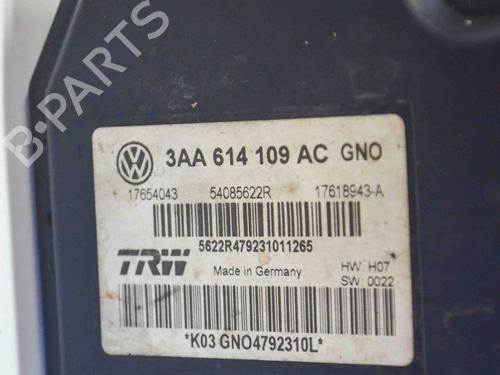 B-PARTS
3AA 614 109 AC GNO
17654043 54085622R 17618943-A
5622R479231011265
TRW Made in Germany HW: H07
SW: 0022
*K03 GNO4792310L*